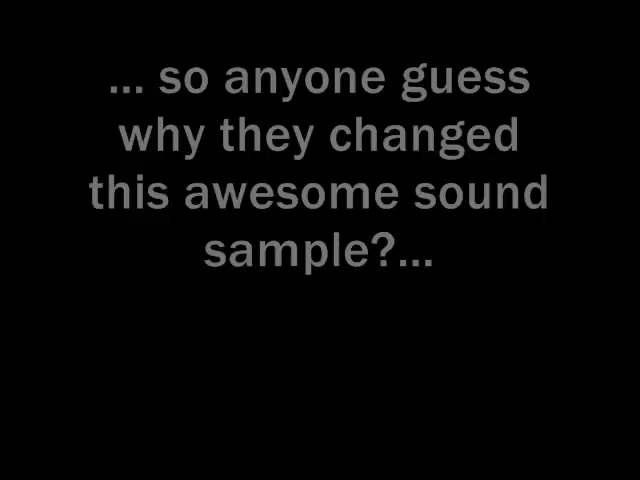 ... so anyone guess
why they changed
this awesome sound
sample?...